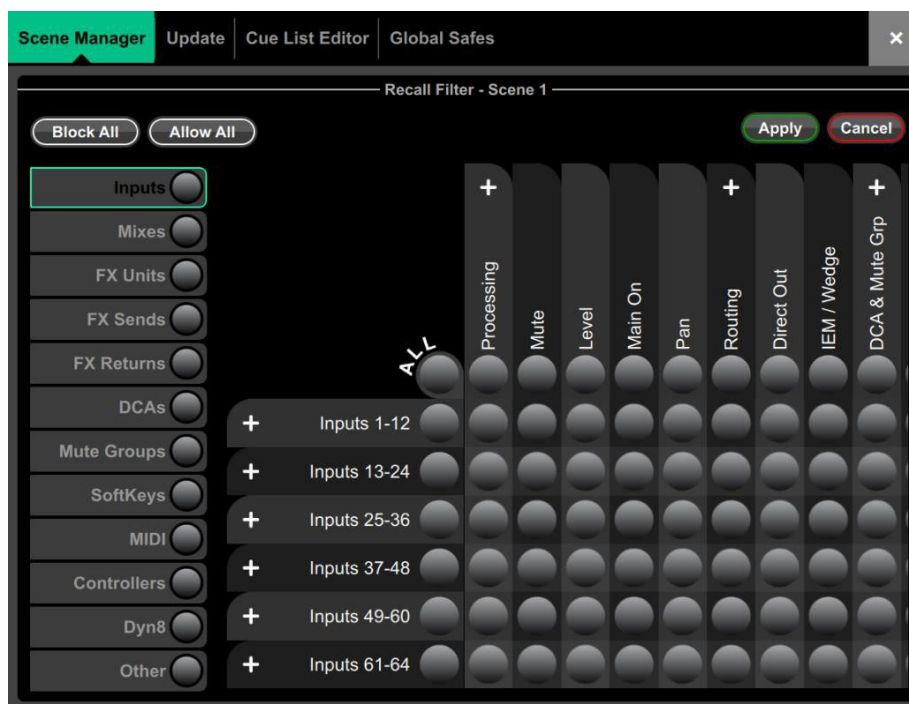 Scene Manager Update Cue List Editor Global Safes ×
Recall Filter - Scene 1
Block All Allow All Apply Cancel
Inputs
Mixes
FX Units
FX Sends
FX Returns
DCAs
Mute Groups
SoftKeys
MIDI
Controllers
Dyn8
Other
+ + +
Processing
Mute
Level
Main On
Pan
Routing
Direct Out
IEM / Wedge
DCA & Mute Grp
ALL
+ Inputs 1-12
+ Inputs 13-24
+ Inputs 25-36
+ Inputs 37-48
+ Inputs 49-60
+ Inputs 61-64